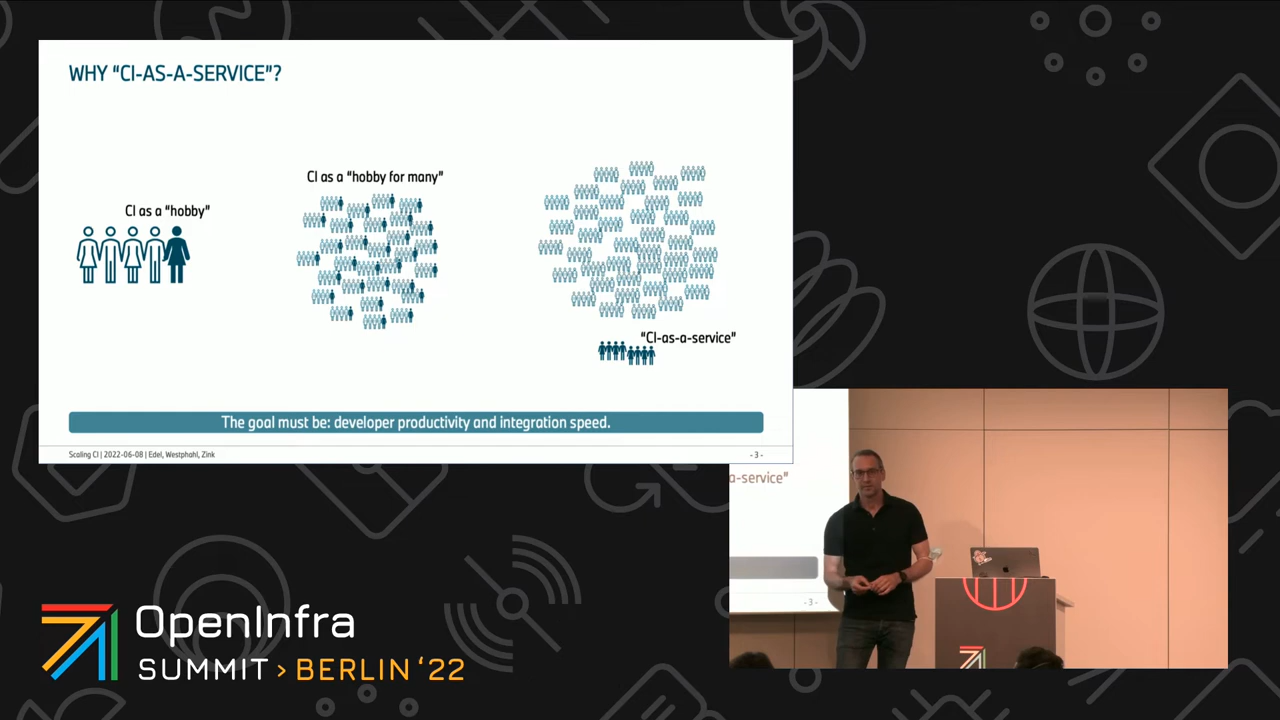 WHY “CI-AS-A-SERVICE”?
CI as a “hobby”
CI as a “hobby for many”
“CI-as-a-service”
The goal must be: developer productivity and integration speed.
Scaling CI | 2022-06-08 | Edel, Westphahl, Zink
- 3 -
a-service”
- 3 -
OpenInfra
SUMMIT > BERLIN ‘22